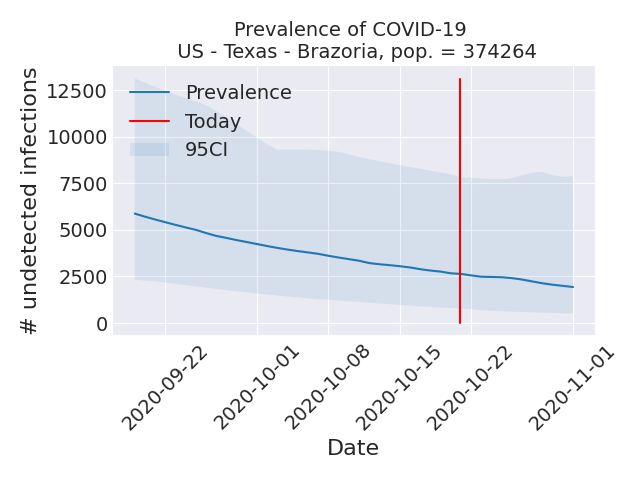 Prevalence of COVID-19
US - Texas - Brazoria, pop. = 374264
# undetected infections
12500
10000
7500
5000
2500
0
Prevalence
Today
95CI
2020-09-22
2020-10-01
2020-10-08
2020-10-15
2020-10-22
2020-11-01
Date